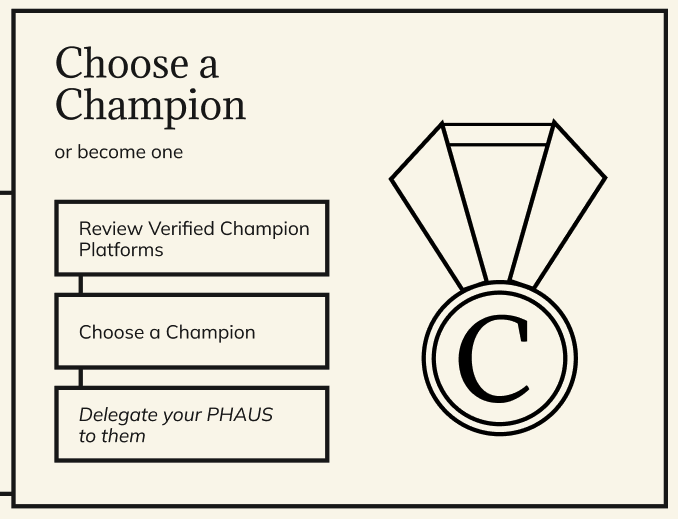 Choose a
Champion
or become one
Review Verified Champion
Platforms
Choose a Champion
Delegate your PHAUS
to them
C